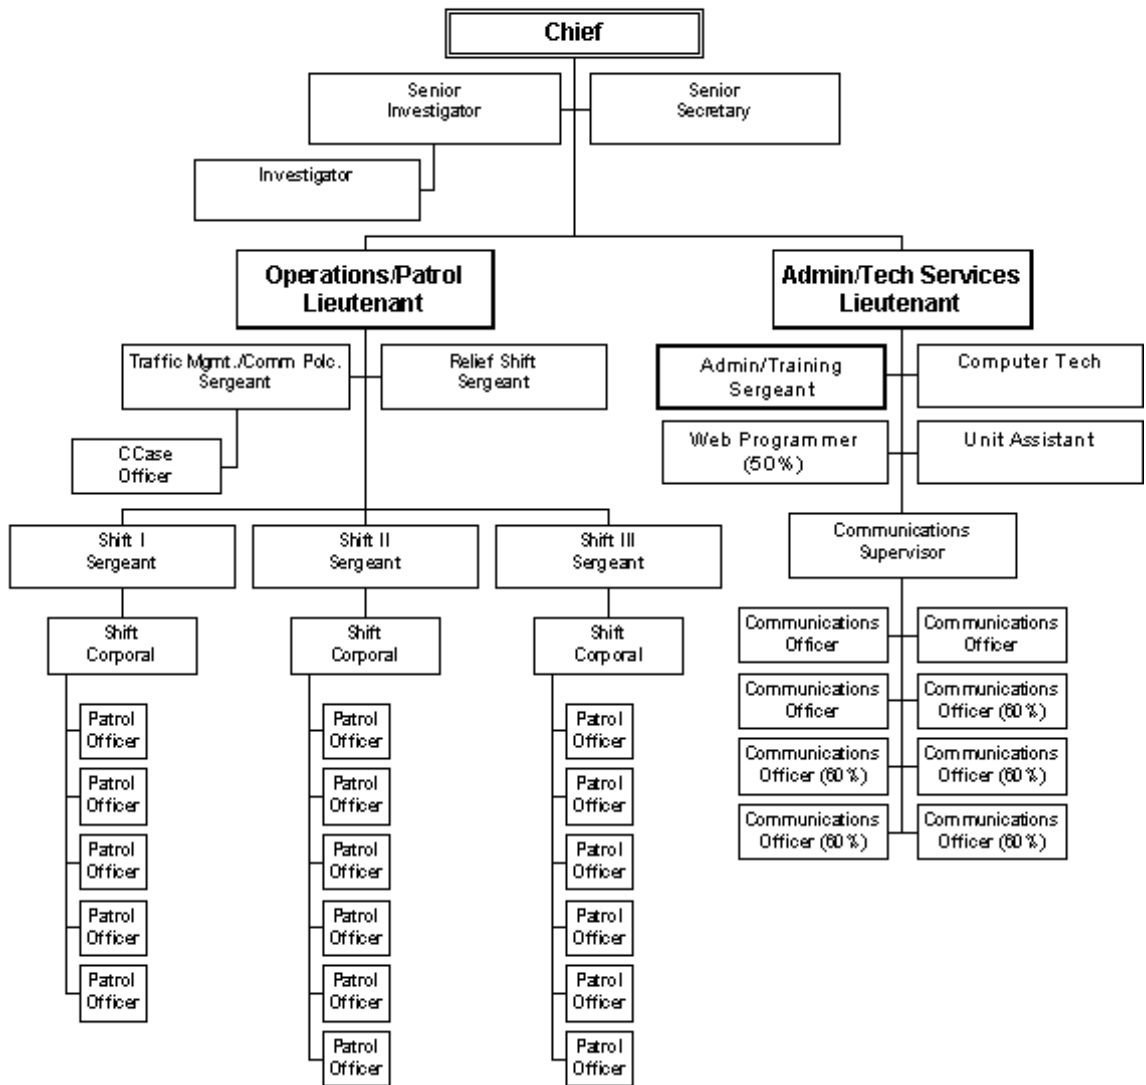 Chief
Senior
Investigator
Senior
Secretary
Investigator
Operations/Patrol
Lieutenant
Admin/Tech Services
Lieutenant
Traffic Mgmt./Comm Polc.
Sergeant
Relief Shift
Sergeant
Admin/Training
Sergeant
Computer Tech
CCase
Officer
Web Programmer
(50%)
Unit Assistant
Shift I
Sergeant
Shift II
Sergeant
Shift III
Sergeant
Communications
Supervisor
Shift
Corporal
Shift
Corporal
Shift
Corporal
Patrol
Officer
Patrol
Officer
Patrol
Officer
Patrol
Officer
Patrol
Officer
Patrol
Officer
Patrol
Officer
Patrol
Officer
Patrol
Officer
Patrol
Officer
Patrol
Officer
Patrol
Officer
Patrol
Officer
Patrol
Officer
Patrol
Officer
Patrol
Officer
Patrol
Officer
Communications
Officer
Communications
Officer
Communications
Officer
Communications
Officer (60%)
Communications
Officer (60%)
Communications
Officer (60%)
Communications
Officer (60%)
Communications
Officer (60%)